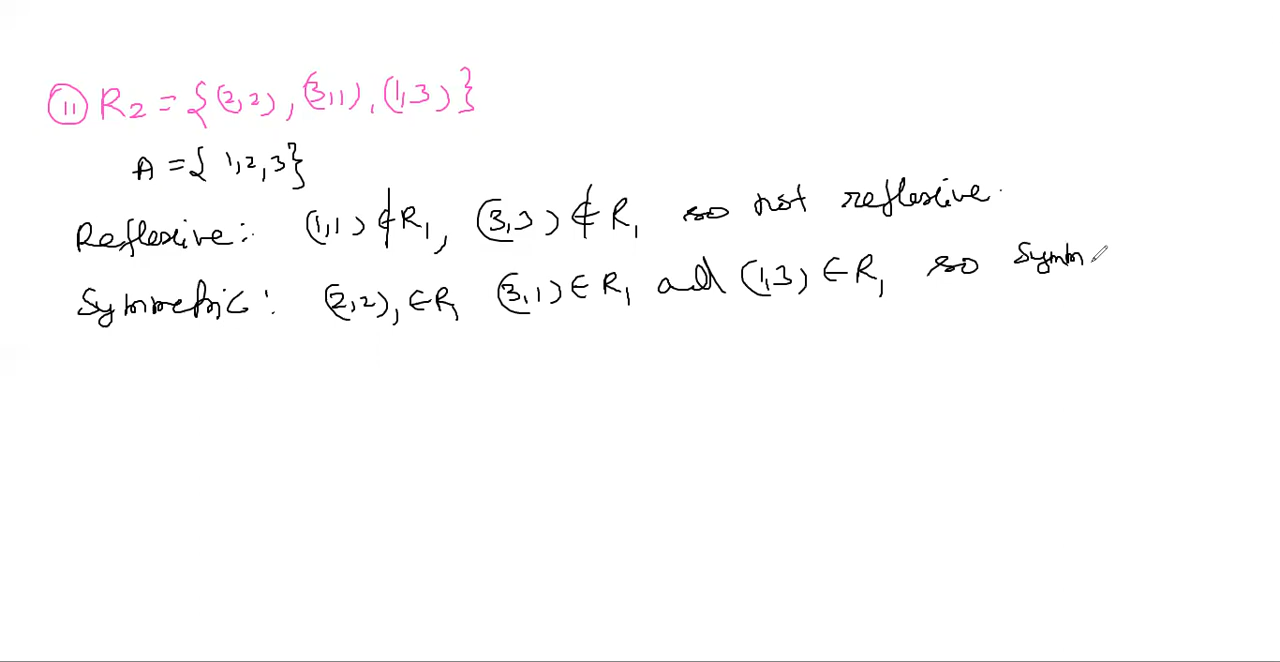 (11) R₂ = {(2,2), (3,1), (1,3)}
A = { 1,2,3}
Reflexive: (1,1) ∉ R₁, (3,3) ∉ R₁ so not reflexive.
Symmetric: (2,2), ∈ R₁ (3,1) ∈ R₁ and (1,3) ∈ R₁ so Symm